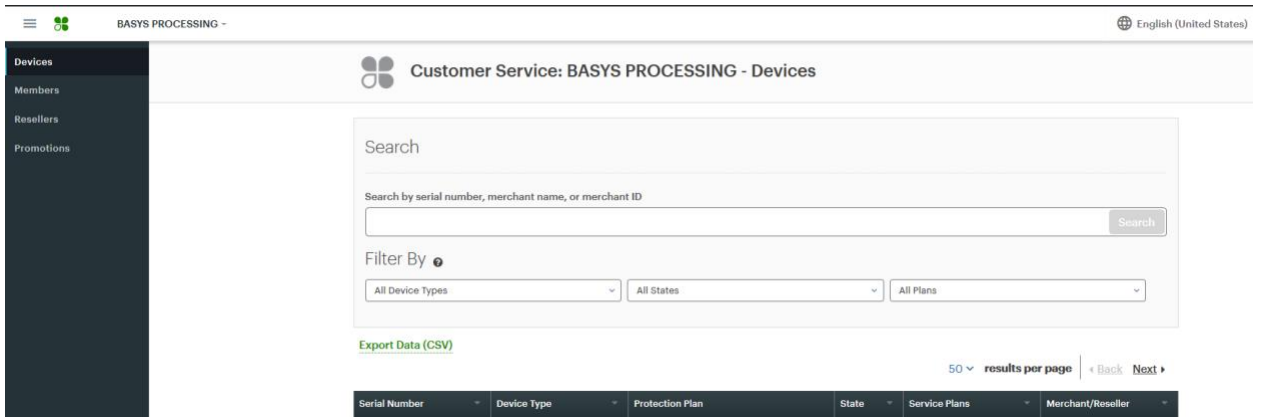 BASYS PROCESSING
English (United States)
Devices
Members
Resellers
Promotions
Customer Service: BASYS PROCESSING - Devices
Search
Search by serial number, merchant name, or merchant ID
Search
Filter By
All Device Types
All States
All Plans
Export Data (CSV)
50 results per page
Back Next
Serial Number Device Type Protection Plan State Service Plans Merchant/Reseller